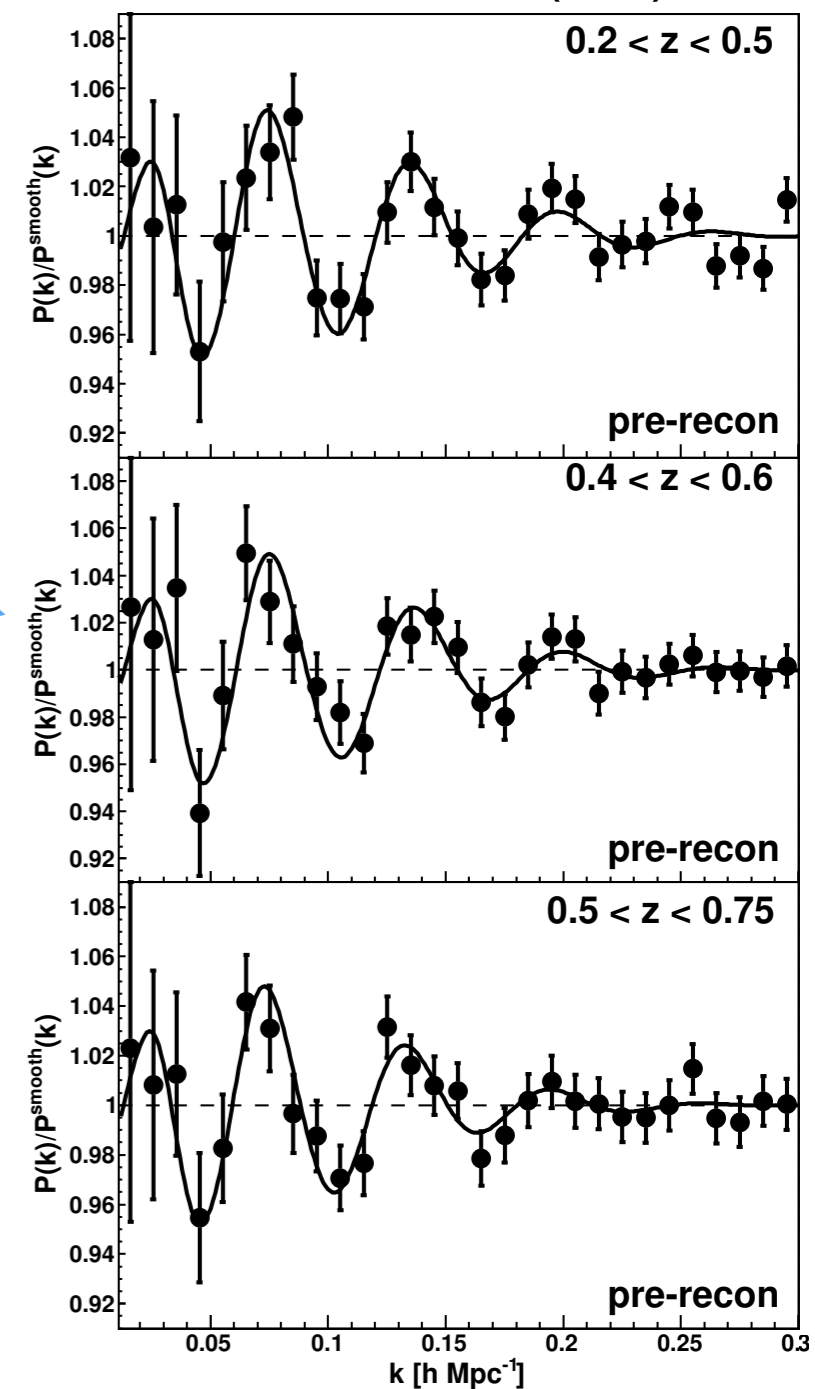 0.2 < z < 0.5
1.08
1.06
1.04
1.02
1
0.98
0.96
0.94
0.92
P(k)/P^smooth(k)
pre-recon
0.4 < z < 0.6
1.08
1.06
1.04
1.02
1
0.98
0.96
0.94
0.92
P(k)/P^smooth(k)
pre-recon
0.5 < z < 0.75
1.08
1.06
1.04
1.02
1
0.98
0.96
0.94
0.92
P(k)/P^smooth(k)
pre-recon
0.05 0.1 0.15 0.2 0.25 0.3
k [h Mpc⁻¹]